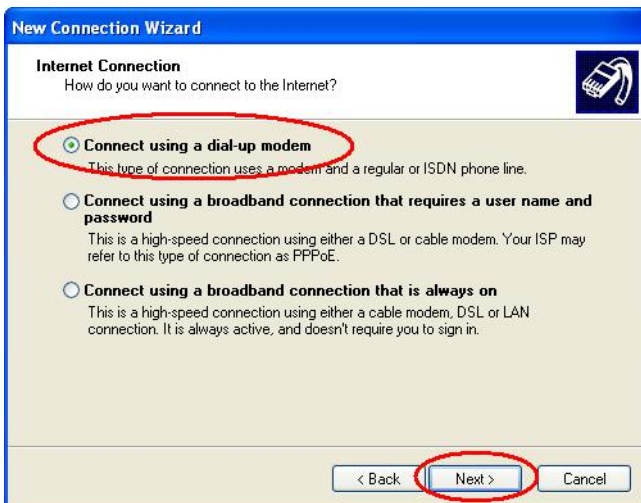 New Connection Wizard
Internet Connection
How do you want to connect to the Internet?
Connect using a dial-up modem
This type of connection uses a modem and a regular or ISDN phone line.
Connect using a broadband connection that requires a user name and
password
This is a high-speed connection using either a DSL or cable modem. Your ISP may
refer to this type of connection as PPPoE.
Connect using a broadband connection that is always on
This is a high-speed connection using either a cable modem, DSL or LAN
connection. It is always active, and doesn't require you to sign in.
< Back Next > Cancel